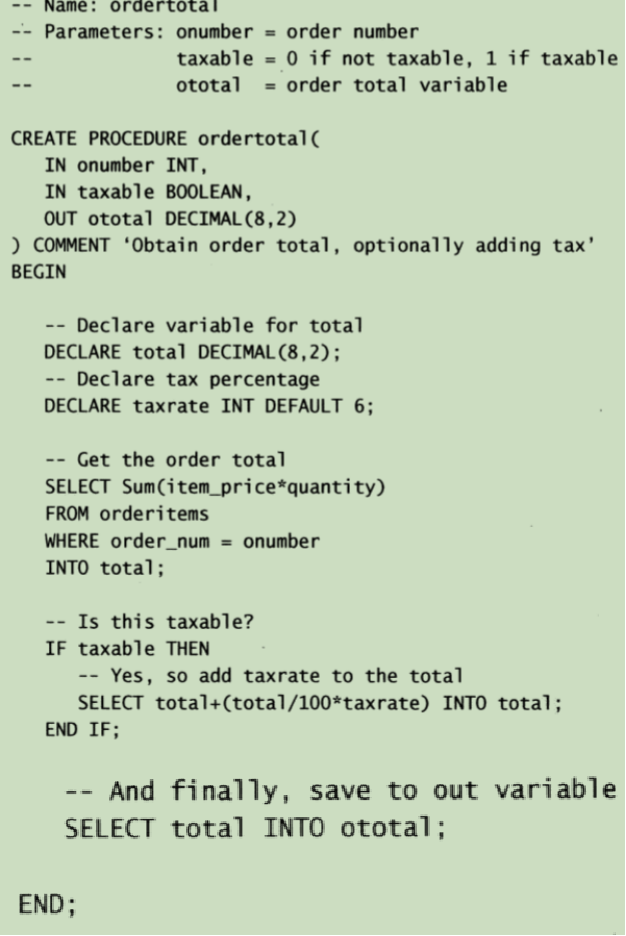 -- Name: ordertotal
-- Parameters: onumber = order number
--             taxable = 0 if not taxable, 1 if taxable
--             ototal  = order total variable
CREATE PROCEDURE ordertotal(
   IN onumber INT,
   IN taxable BOOLEAN,
   OUT ototal DECIMAL(8,2)
) COMMENT ‘Obtain order total, optionally adding tax’
BEGIN
   -- Declare variable for total
   DECLARE total DECIMAL(8,2);
   -- Declare tax percentage
   DECLARE taxrate INT DEFAULT 6;
   -- Get the order total
   SELECT Sum(item_price*quantity)
   FROM orderitems
   WHERE order_num = onumber
   INTO total;
   -- Is this taxable?
   IF taxable THEN
      -- Yes, so add taxrate to the total
      SELECT total+(total/100*taxrate) INTO total;
   END IF;
   -- And finally, save to out variable
   SELECT total INTO ototal;
END;